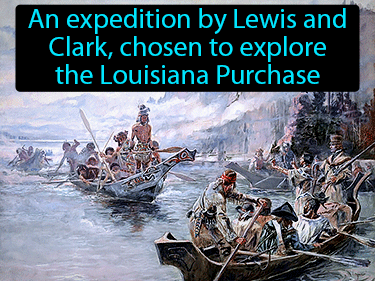 An expedition by Lewis and
Clark, chosen to explore
the Louisiana Purchase